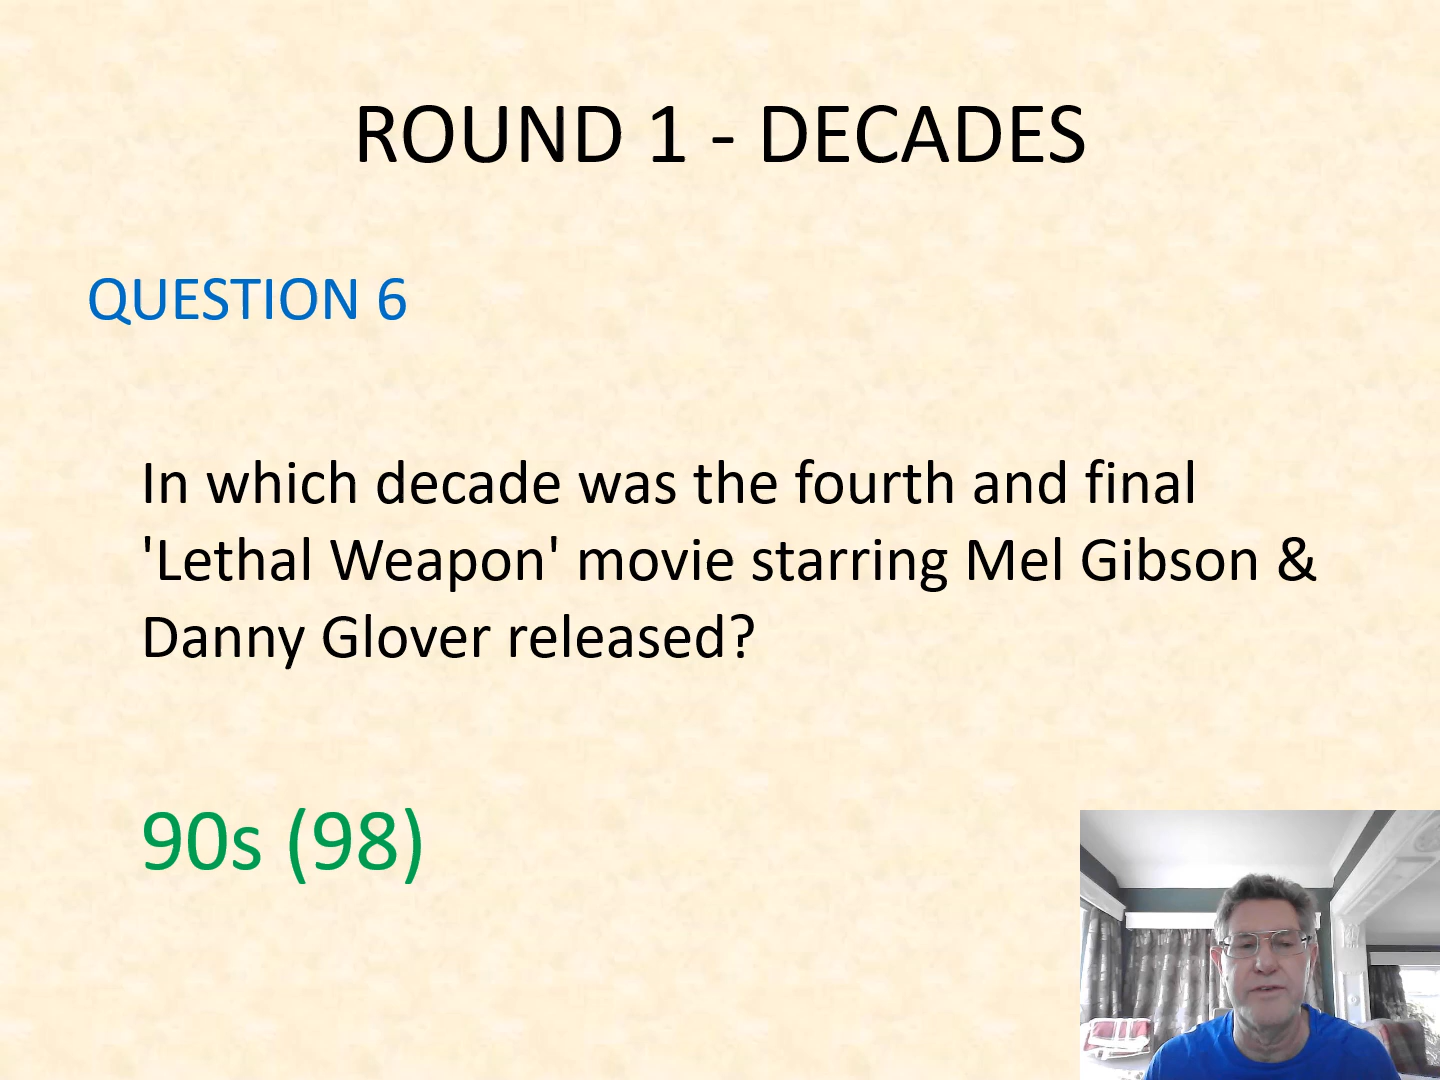 ROUND 1 - DECADES
QUESTION 6
In which decade was the fourth and final
'Lethal Weapon' movie starring Mel Gibson &
Danny Glover released?
90s (98)